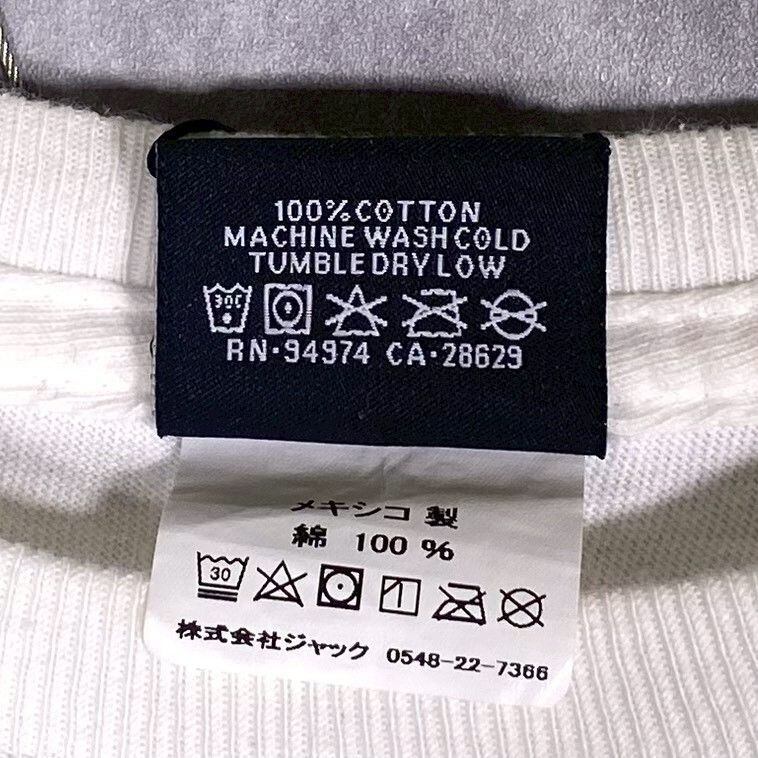 100% COTTON
MACHINE WASH COLD
TUMBLE DRY LOW
30C
RN·94974 CA·28629
メキシコ 製
綿 100 %
30
株式会社ジャック 0548-22-7366